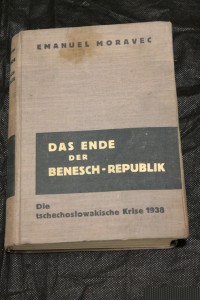 EMANUEL MORAVEC
DAS ENDE
DER
BENESCH-REPUBLIK
Die
tschechoslowakische Krise 1938